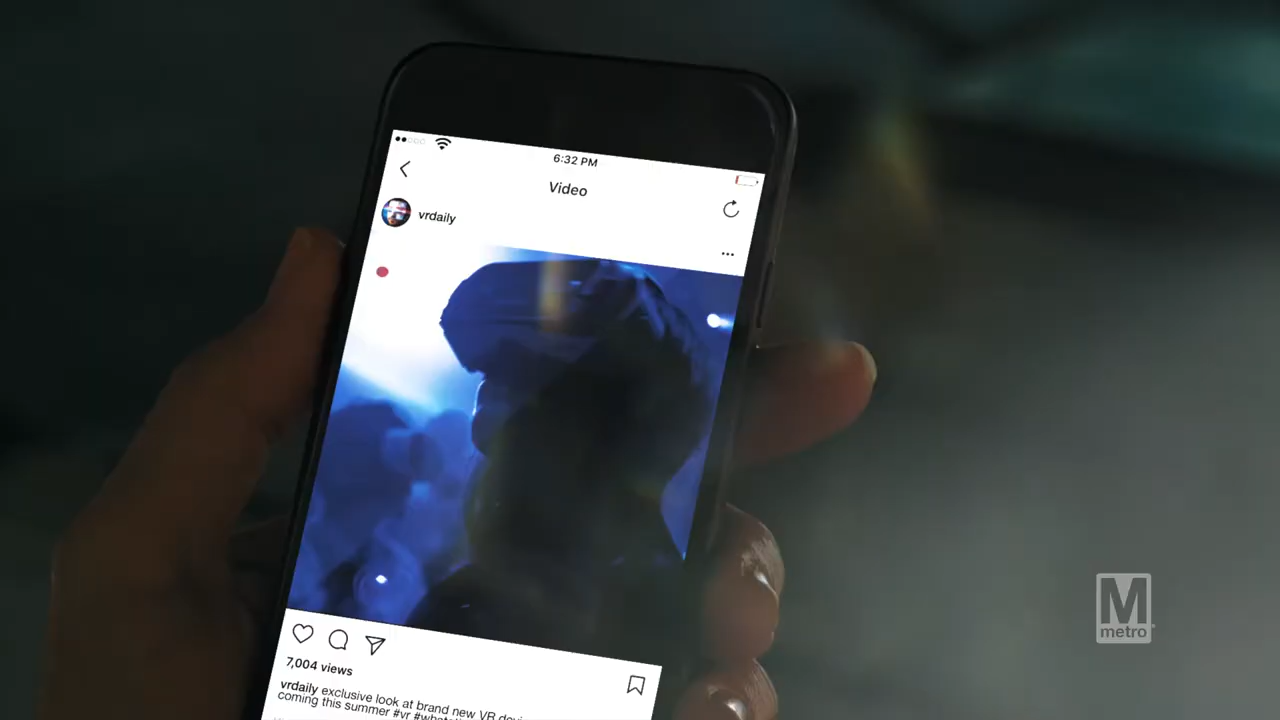 6:32 PM
Video
vrdaily
7,004 views
vrdaily exclusive look at brand new VR
coming this summer #vr
M
metro